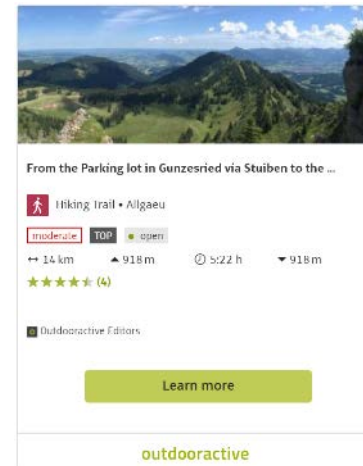 From the Parking lot in Gunzesried via Stuiben to the ...
Hiking Trail • Allgaeu
moderate TOP open
14 km 918 m 5:22 h 918 m
(4)
Outdooractive Editors
Learn more
outdooractive